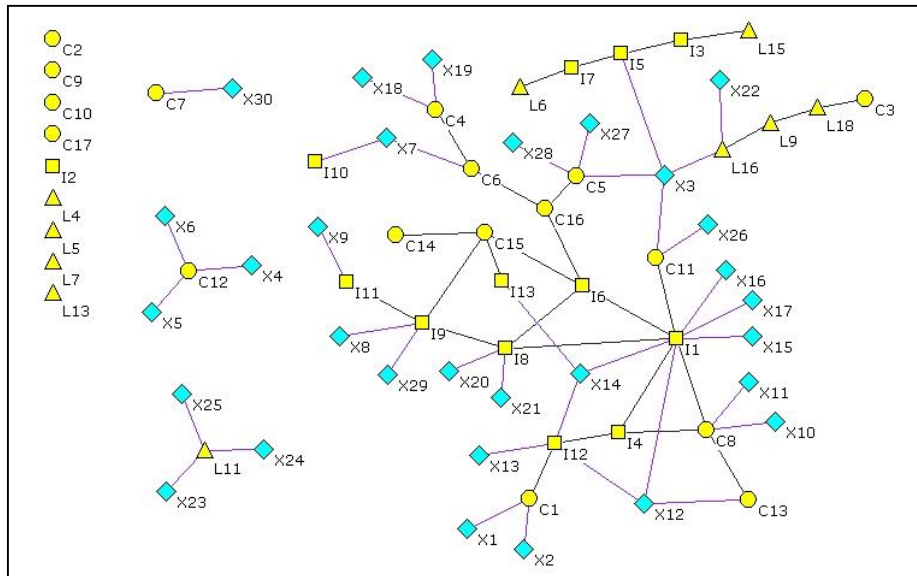 C2
C9
C10
C17
I2
L4
L5
L7
L13
C7
X30
X6
X4
C12
X5
X25
X24
L11
X23
X19
X18
C4
X7
I10
C6
L15
I3
I5
I7
L6
X22
C3
L18
L9
L16
X27
X28
C5
X3
C16
X9
C14
C15
X26
C11
I11
I13
I6
X16
X17
I9
X8
I8
I1
X15
X29
X20
X21
X14
X11
X10
C8
I4
I12
X13
X12
C13
C1
X1
X2